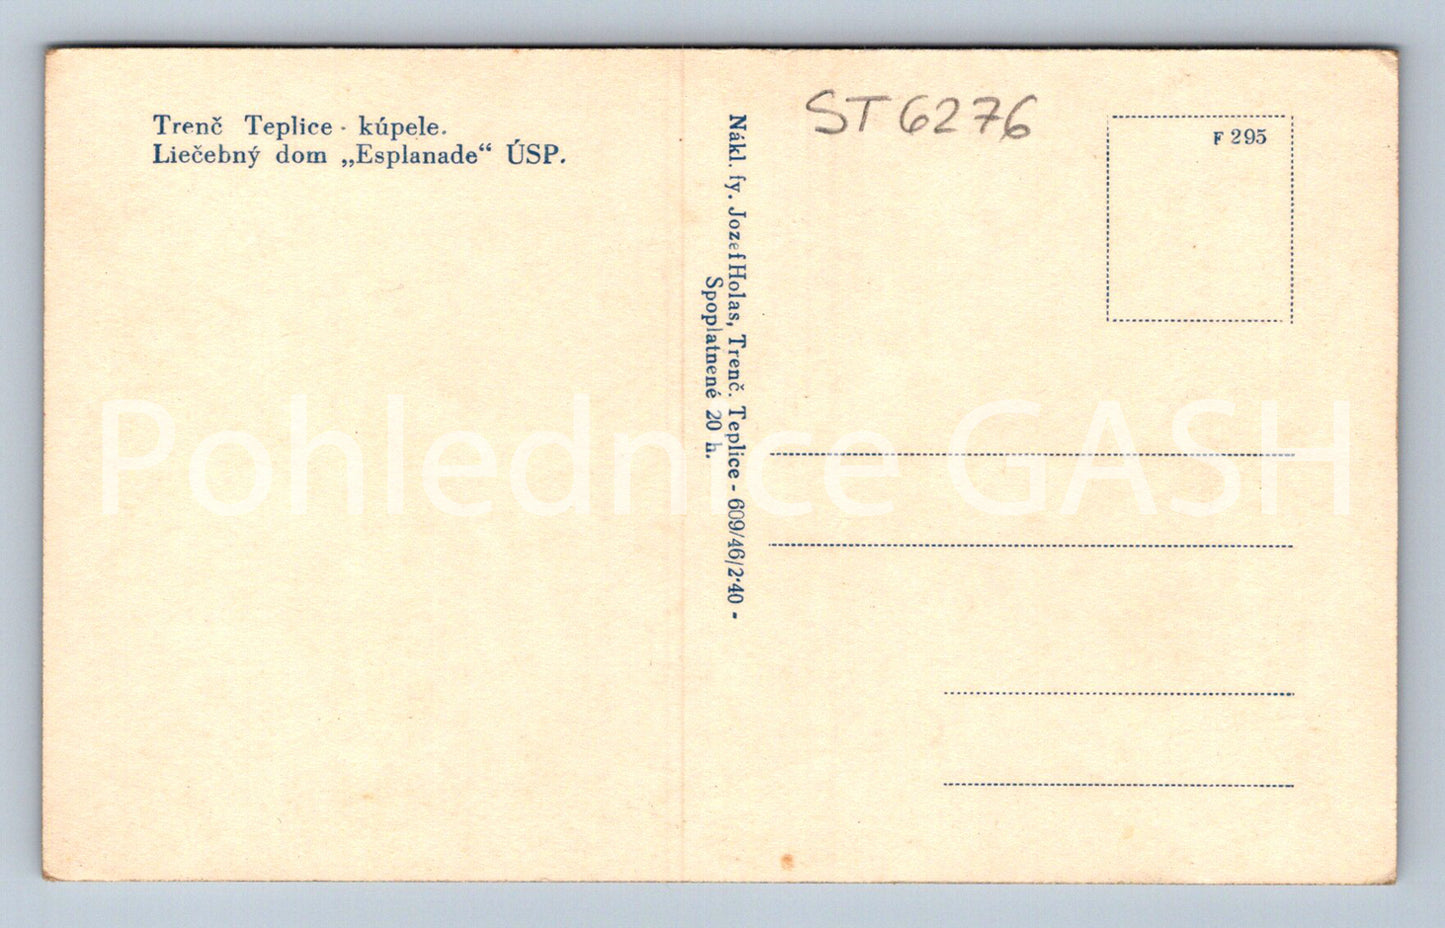 Trenč Teplice - kúpele.
Liečebný dom „Esplanade“ ÚSP.
Nákl. fy. Jozef Holas, Trenč. Teplice - 609/46/2·40 -
Spoplatnené 20 h.
ST6276
F 295
Pohlednice GASH